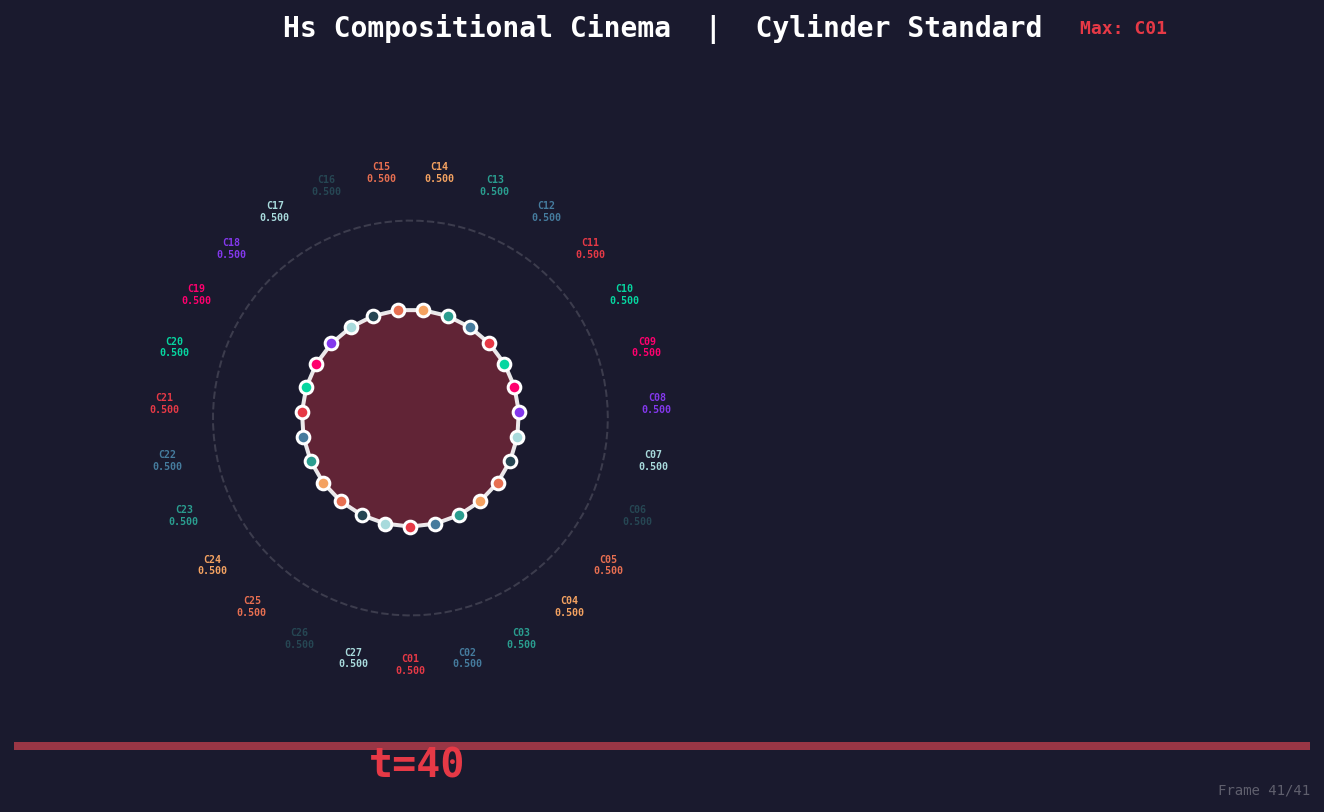 Hs Compositional Cinema | Cylinder Standard
Max: C01
C15
0.500
C14
0.500
C16
0.500
C13
0.500
C17
0.500
C12
0.500
C18
0.500
C11
0.500
C19
0.500
C10
0.500
C20
0.500
C09
0.500
C21
0.500
C08
0.500
C22
0.500
C07
0.500
C23
0.500
C06
0.500
C24
0.500
C05
0.500
C25
0.500
C04
0.500
C26
0.500
C03
0.500
C27
0.500
C01
0.500
C02
0.500
t=40
Frame 41/41